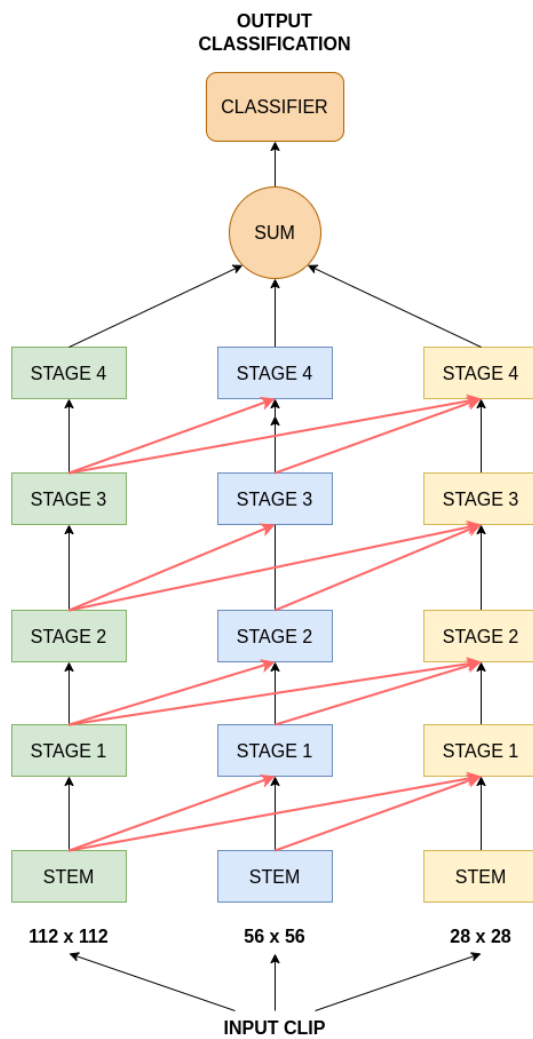 OUTPUT
CLASSIFICATION
CLASSIFIER
SUM
STAGE 4
STAGE 4
STAGE 4
STAGE 3
STAGE 3
STAGE 3
STAGE 2
STAGE 2
STAGE 2
STAGE 1
STAGE 1
STAGE 1
STEM
STEM
STEM
112 x 112
56 x 56
28 x 28
INPUT CLIP